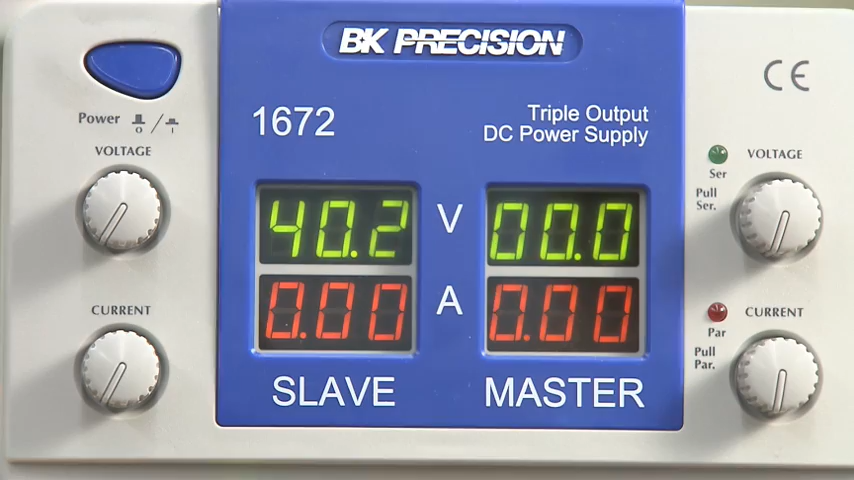 BK PRECISION
CE
1672
Triple Output
DC Power Supply
Power
O
I
VOLTAGE
40.2
V
00.0
Ser
VOLTAGE
Pull
Ser.
0.00
A
0.00
CURRENT
Par
CURRENT
Pull
Par.
SLAVE
MASTER